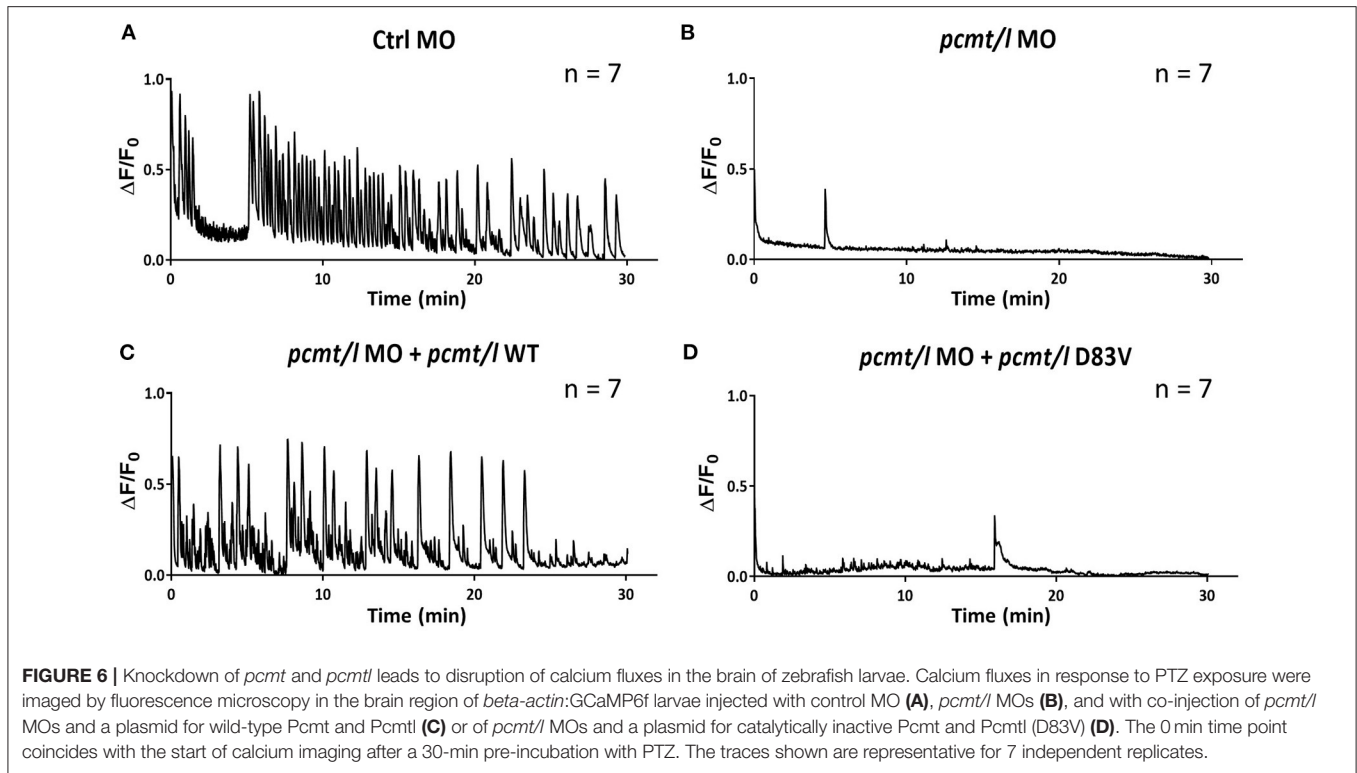 A
Ctrl MO
n = 7
1.0
0.5
0.0
ΔF/F0
0
10
20
30
Time (min)
B
pcmt/l MO
n = 7
1.0
0.5
0.0
ΔF/F0
0
10
20
30
Time (min)
C
pcmt/l MO + pcmt/l WT
n = 7
1.0
0.5
0.0
ΔF/F0
0
10
20
30
Time (min)
D
pcmt/l MO + pcmt/l D83V
n = 7
1.0
0.5
0.0
ΔF/F0
0
10
20
30
Time (min)
FIGURE 6 | Knockdown of pcmt and pcmtl leads to disruption of calcium fluxes in the brain of zebrafish larvae. Calcium fluxes in response to PTZ exposure were
imaged by fluorescence microscopy in the brain region of beta-actin:GCaMP6f larvae injected with control MO (A), pcmt/l MOs (B), and with co-injection of pcmt/l
MOs and a plasmid for wild-type Pcmt and Pcmtl (C) or of pcmt/l MOs and a plasmid for catalytically inactive Pcmt and Pcmtl (D83V) (D). The 0 min time point
coincides with the start of calcium imaging after a 30-min pre-incubation with PTZ. The traces shown are representative for 7 independent replicates.